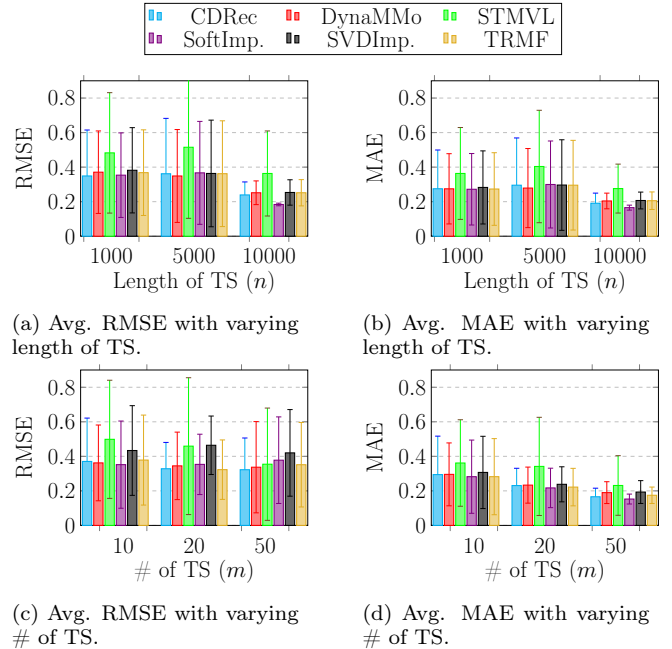 CDRec DynaMMo STMVL
SoftImp. SVDImp. TRMF
0.8
0.6
0.4
0.2
0
RMSE
1000 5000 10000
Length of TS (n)
(a) Avg. RMSE with varying
length of TS.
0.8
0.6
0.4
0.2
0
MAE
1000 5000 10000
Length of TS (n)
(b) Avg. MAE with varying
length of TS.
0.8
0.6
0.4
0.2
0
RMSE
10 20 50
# of TS (m)
(c) Avg. RMSE with varying
# of TS.
0.8
0.6
0.4
0.2
0
MAE
10 20 50
# of TS (m)
(d) Avg. MAE with varying
# of TS.